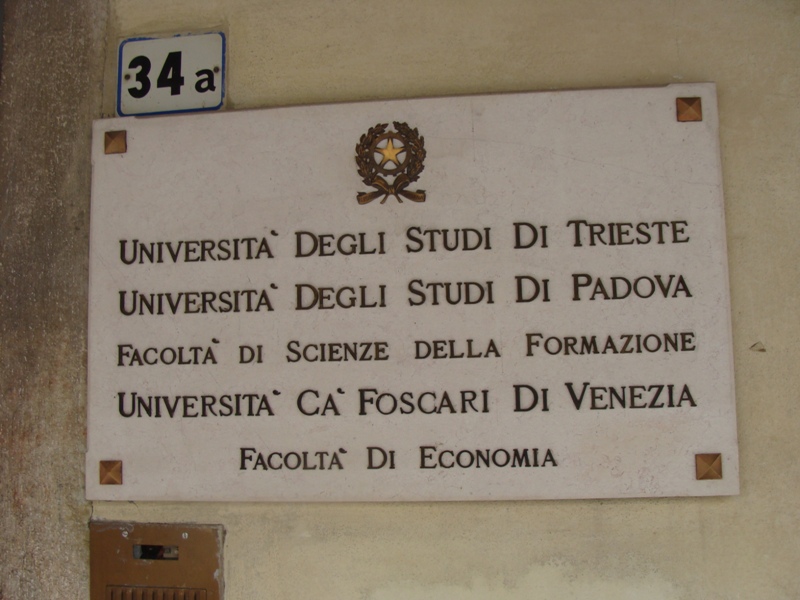 34 a
UNIVERSITA` DEGLI STUDI DI TRIESTE
UNIVERSITA` DEGLI STUDI DI PADOVA
FACOLTA` DI SCIENZE DELLA FORMAZIONE
UNIVERSITA` CA` FOSCARI DI VENEZIA
FACOLTA` DI ECONOMIA